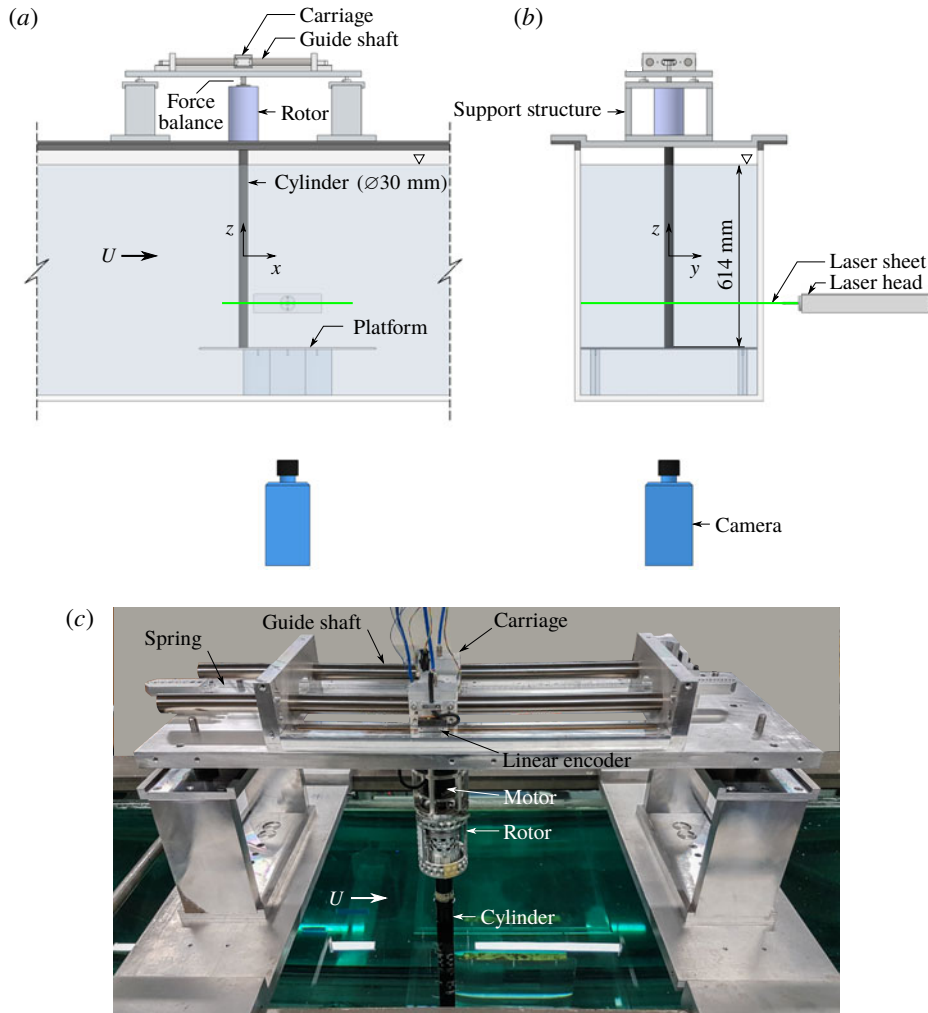 (a)
Carriage
Guide shaft
Force
balance
Rotor
Cylinder (∅30 mm)
z
x
U
Platform
(b)
Support structure
z
y
614 mm
Laser sheet
Laser head
Camera
(c)
Guide shaft
Carriage
Spring
Linear encoder
Motor
Rotor
U
Cylinder